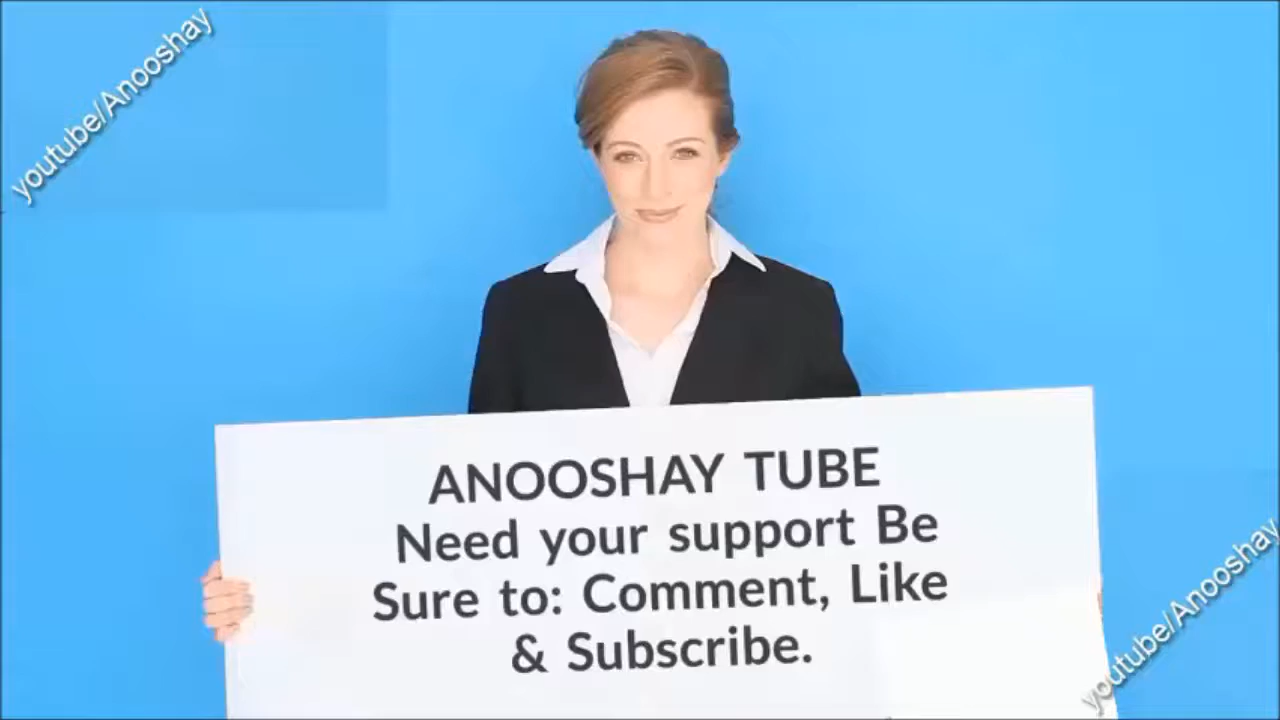 youtube/Anooshay
ANOOSHAY TUBE
Need your support Be
Sure to: Comment, Like
& Subscribe.
youtube/Anooshay